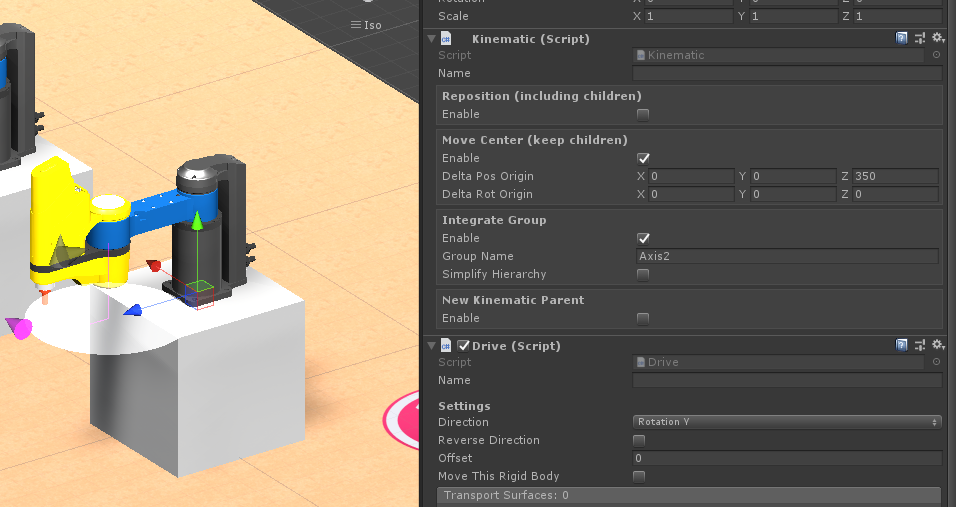 Iso
Rotation X 0 Y 0 Z 0
Scale X 1 Y 1 Z 1
Kinematic (Script)
Script Kinematic
Name
Reposition (including children)
Enable
Move Center (keep children)
Enable
Delta Pos Origin X 0 Y 0 Z 350
Delta Rot Origin X 0 Y 0 Z 0
Integrate Group
Enable
Group Name Axis2
Simplify Hierarchy
New Kinematic Parent
Enable
Drive (Script)
Script Drive
Name
Settings
Direction Rotation Y
Reverse Direction
Offset 0
Move This Rigid Body
Transport Surfaces: 0